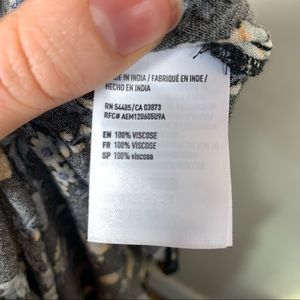 DE IN INDIA / FABRIQUÉ EN INDE /
HECHO EN INDIA
RN 54485/CA 03873
RFC# AEM120605U9A
EN 100% VISCOSE
FR 100% VISCOSE
SP 100% viscosa